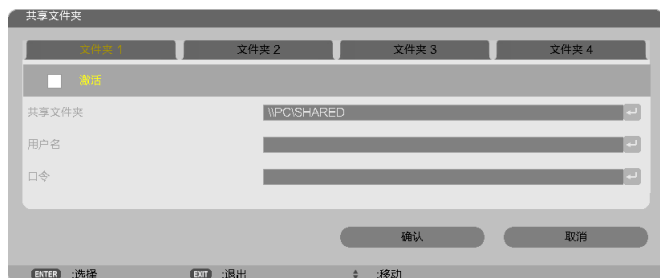 共享文件夹
文件夹 1 文件夹 2 文件夹 3 文件夹 4
激活
共享文件夹 \\PC\SHARED
用户名
口令
确认 取消
ENTER :选择 EXIT :退出 :移动